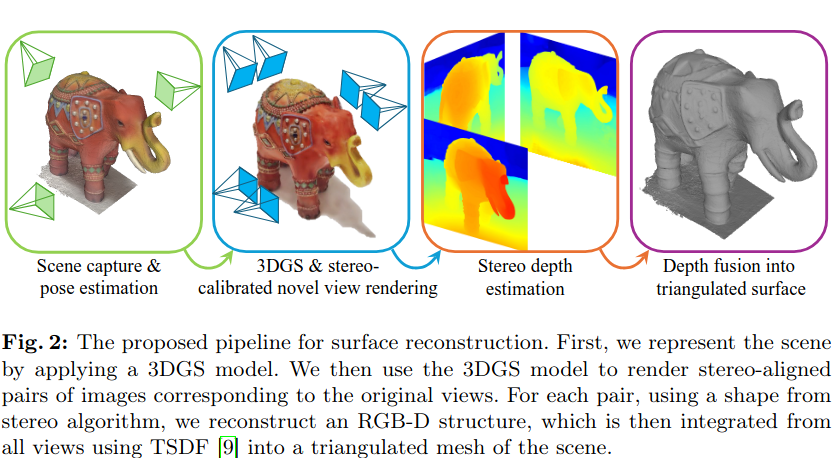 Scene capture &
pose estimation
3DGS & stereo-
calibrated novel view rendering
Stereo depth
estimation
Depth fusion into
triangulated surface
Fig. 2: The proposed pipeline for surface reconstruction. First, we represent the scene
by applying a 3DGS model. We then use the 3DGS model to render stereo-aligned
pairs of images corresponding to the original views. For each pair, using a shape from
stereo algorithm, we reconstruct an RGB-D structure, which is then integrated from
all views using TSDF [9] into a triangulated mesh of the scene.